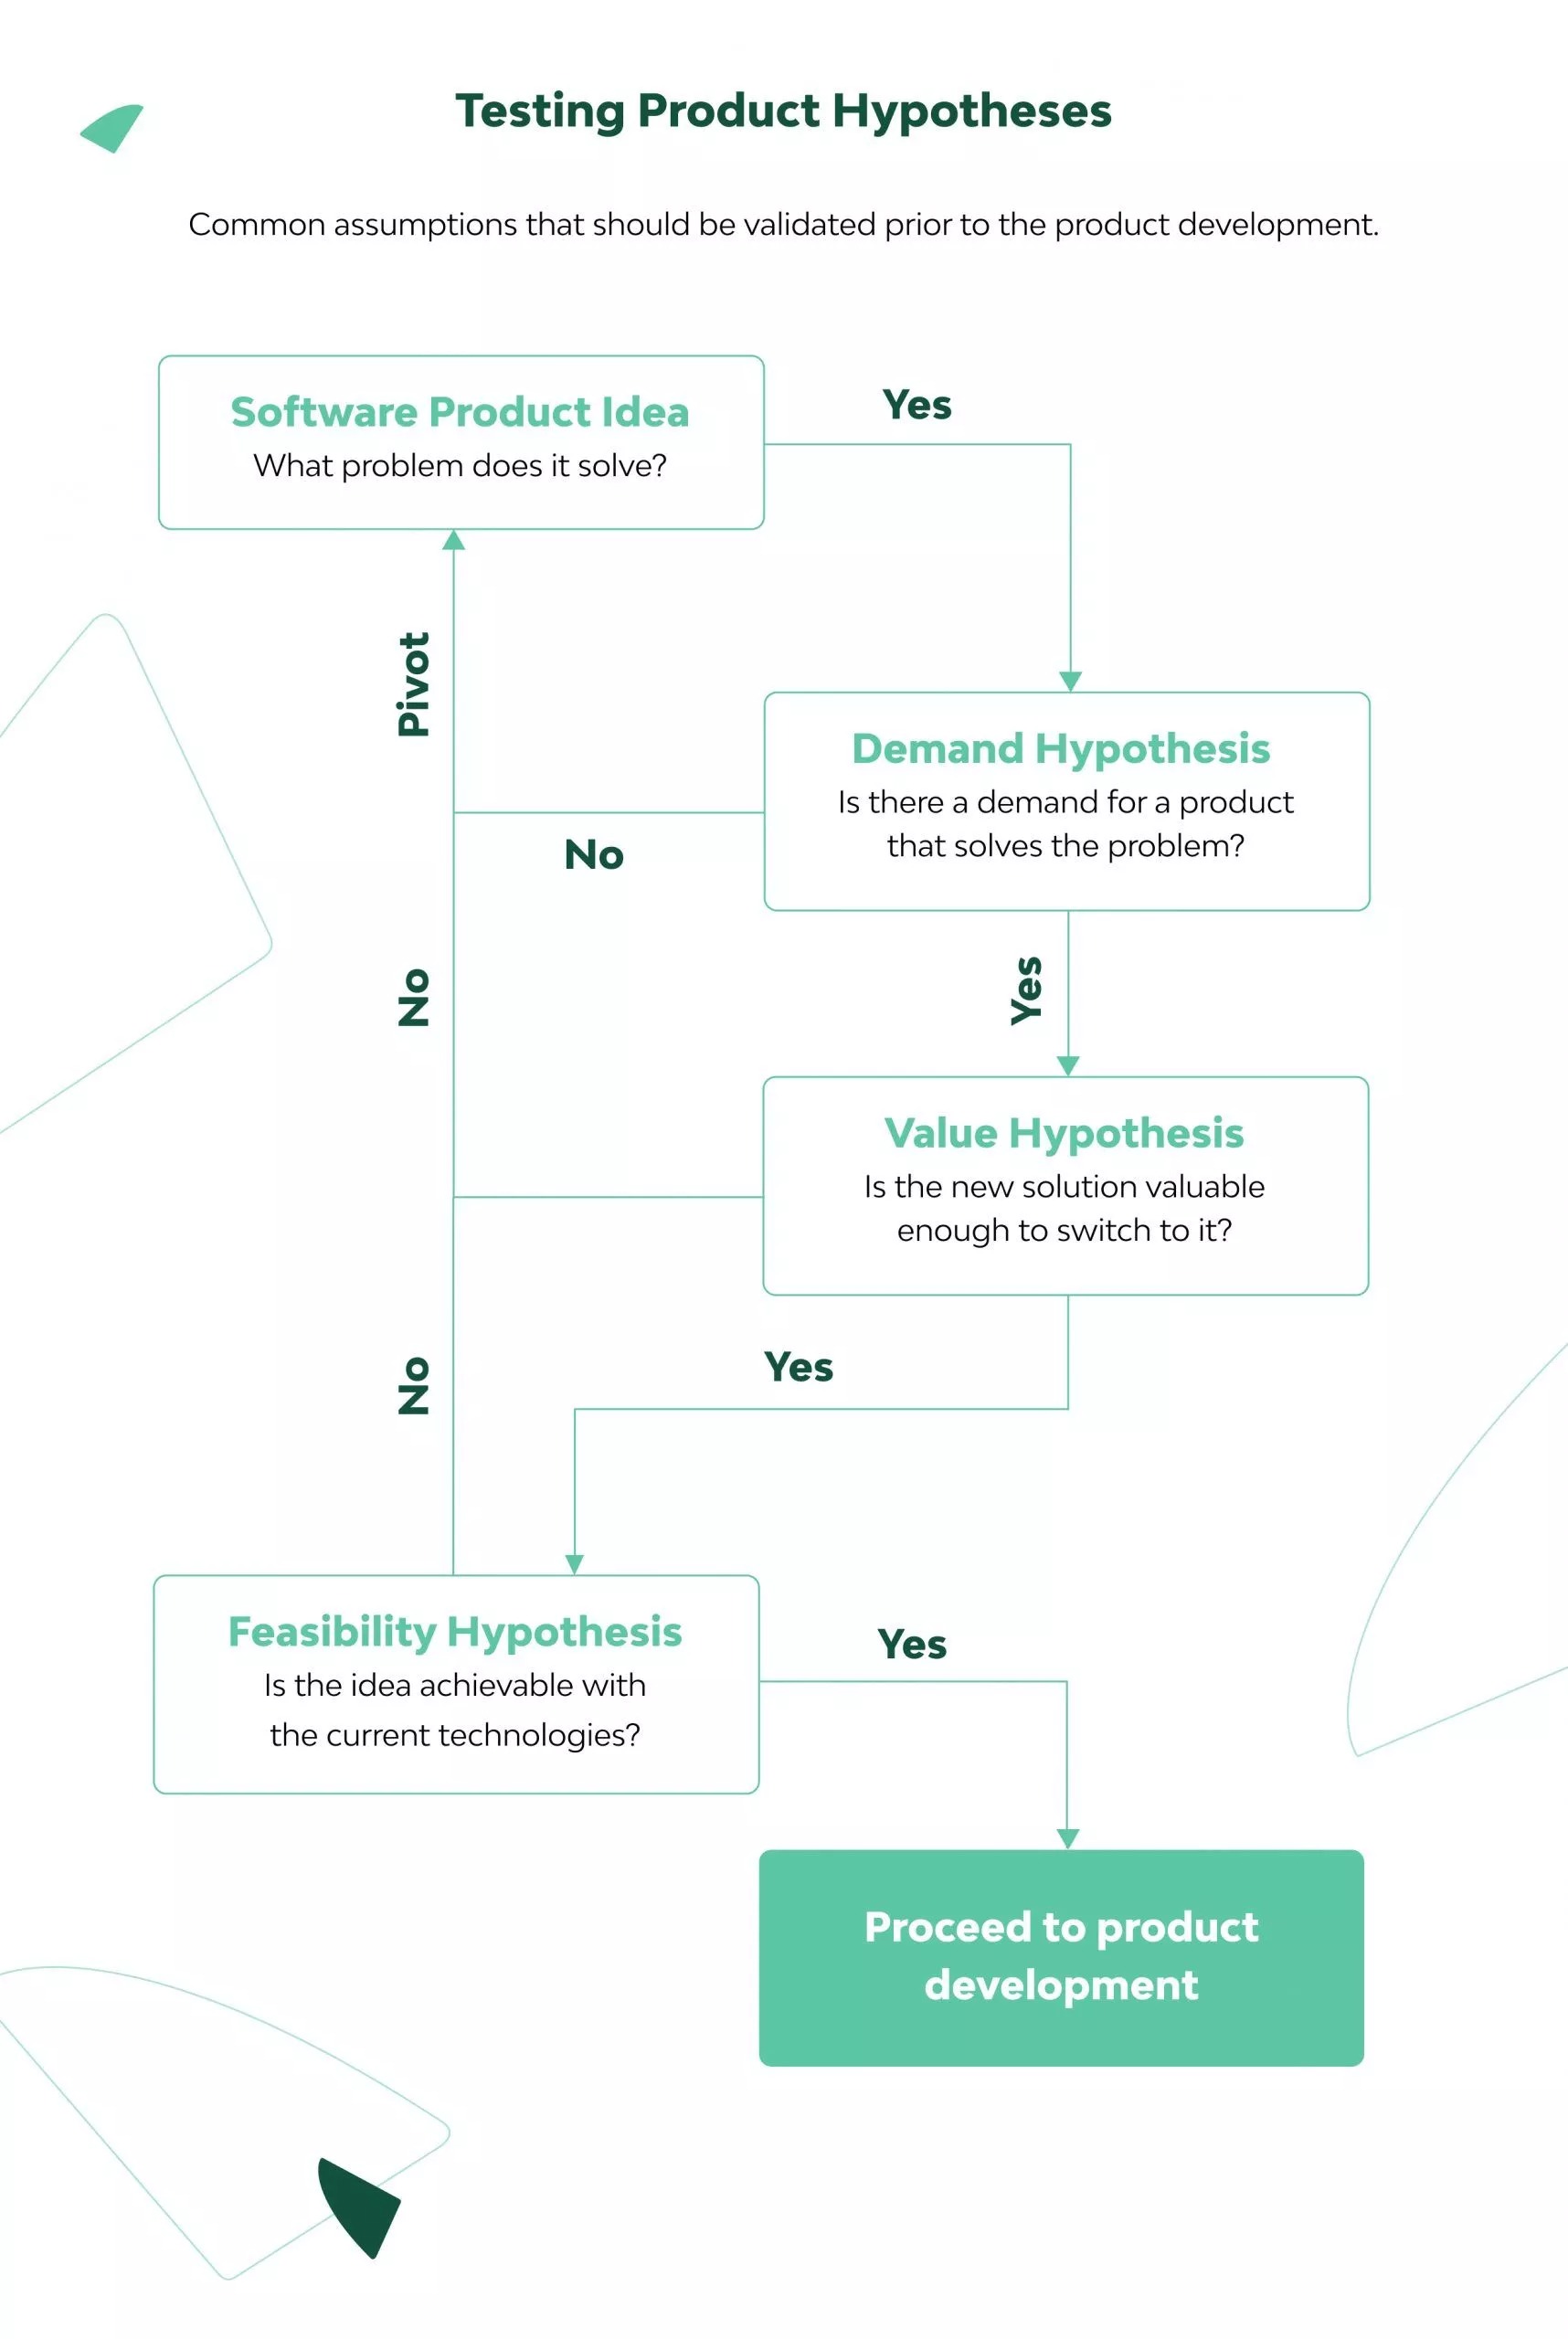 Testing Product Hypotheses
Common assumptions that should be validated prior to the product development.
Software Product Idea
What problem does it solve?
Yes
Pivot
Demand Hypothesis
Is there a demand for a product
that solves the problem?
No
Yes
No
Value Hypothesis
Is the new solution valuable
enough to switch to it?
Yes
No
Feasibility Hypothesis
Is the idea achievable with
the current technologies?
Yes
Proceed to product
development